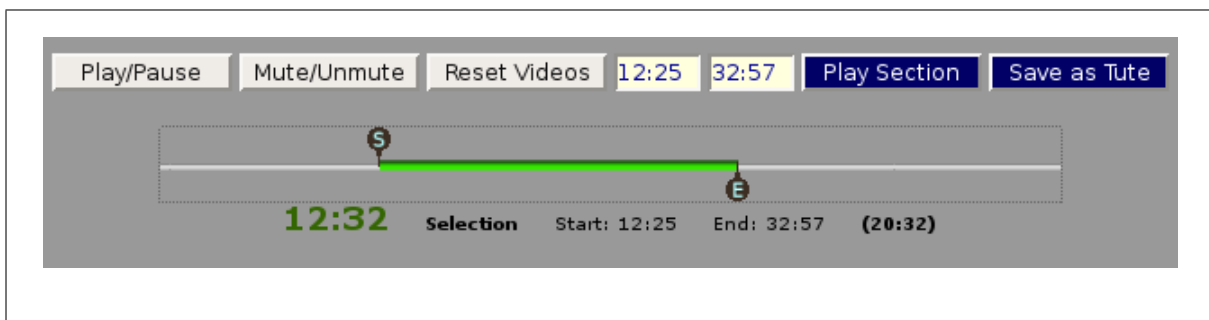 Play/Pause Mute/Unmute Reset Videos 12:25 32:57 Play Section Save as Tute
S
E
12:32 Selection Start: 12:25 End: 32:57 (20:32)